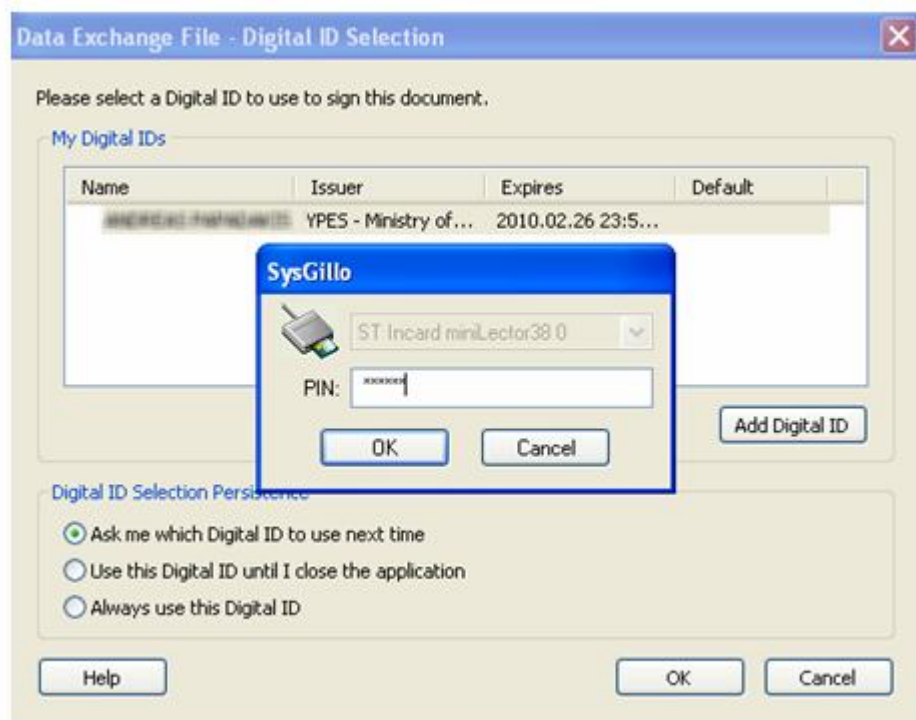 Data Exchange File - Digital ID Selection
Please select a Digital ID to use to sign this document.
My Digital IDs
Name Issuer Expires Default
YPES - Ministry of... 2010.02.26 23:5...
SysGillo
ST Incard miniLector38 0
PIN: ××××××
OK Cancel
Add Digital ID
Digital ID Selection Persistence
Ask me which Digital ID to use next time
Use this Digital ID until I close the application
Always use this Digital ID
Help OK Cancel